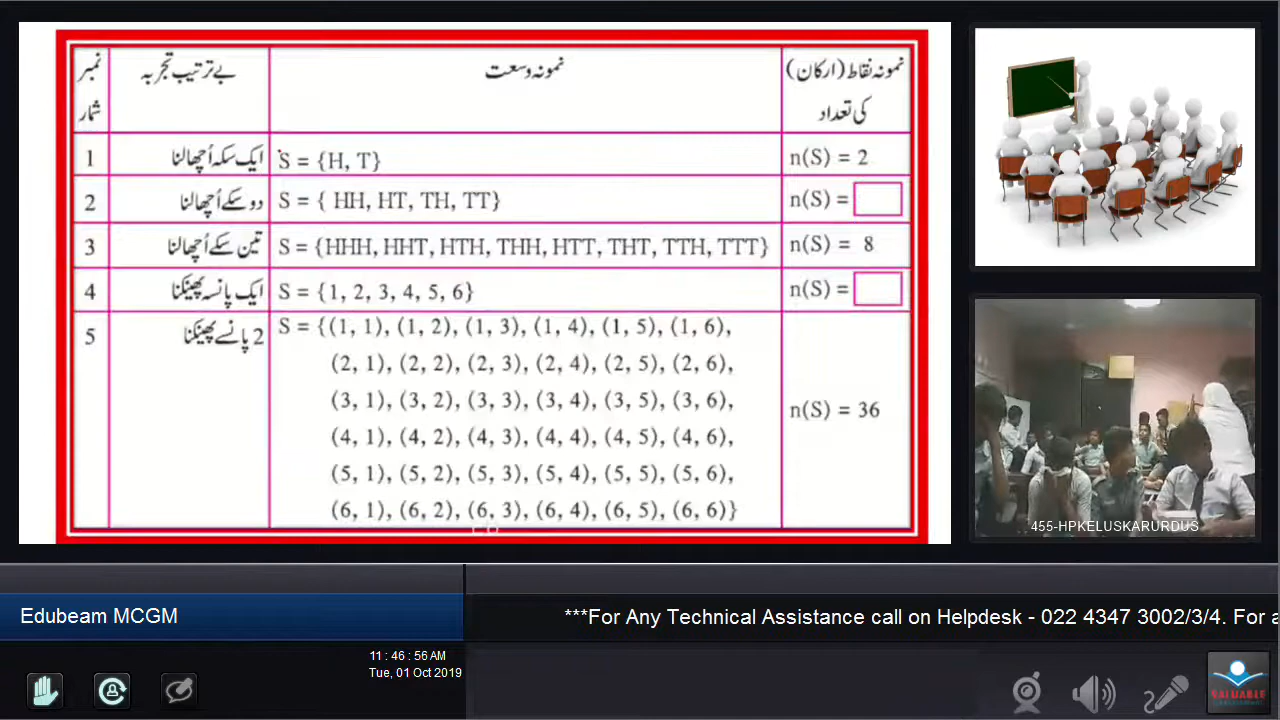 نمبر شمار	بے ترتیب تجربہ	نمونہ وسعت	نمونہ نقاط (ارکان) کی تعداد
1	ایک سکہ اُچھالنا	S = {H, T}	n(S) = 2
2	دو سکے اُچھالنا	S = { HH, HT, TH, TT}	n(S) =
3	تین سکے اُچھالنا	S = {HHH, HHT, HTH, THH, HTT, THT, TTH, TTT}	n(S) = 8
4	ایک پانسہ پھینکنا	S = {1, 2, 3, 4, 5, 6}	n(S) =
5	2 پانسے پھینکنا	S = {(1, 1), (1, 2), (1, 3), (1, 4), (1, 5), (1, 6),
(2, 1), (2, 2), (2, 3), (2, 4), (2, 5), (2, 6),
(3, 1), (3, 2), (3, 3), (3, 4), (3, 5), (3, 6),
(4, 1), (4, 2), (4, 3), (4, 4), (4, 5), (4, 6),
(5, 1), (5, 2), (5, 3), (5, 4), (5, 5), (5, 6),
(6, 1), (6, 2), (6, 3), (6, 4), (6, 5), (6, 6)}
n(S) = 36
455-HPKELUSKARURDUS
Edubeam MCGM
***For Any Technical Assistance call on Helpdesk - 022 4347 3002/3/4. For a
11 : 46 : 56 AM
Tue, 01 Oct 2019
VALUABLE